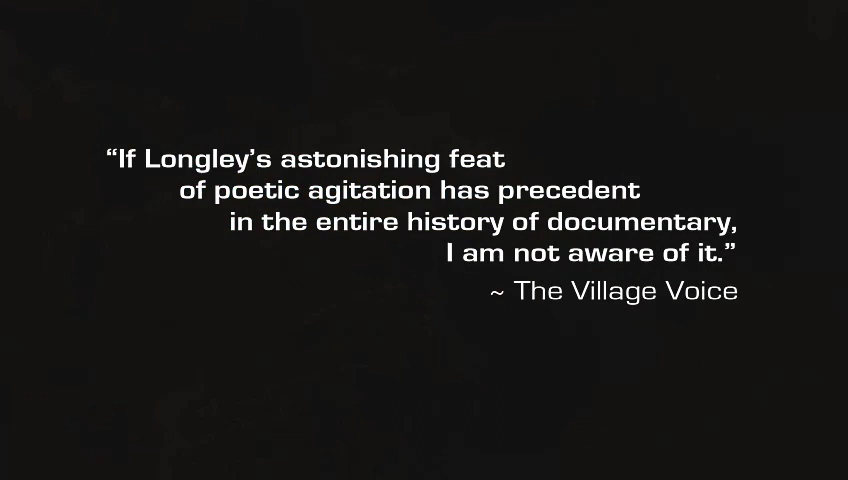 “If Longley’s astonishing feat
of poetic agitation has precedent
in the entire history of documentary,
I am not aware of it.”
~ The Village Voice